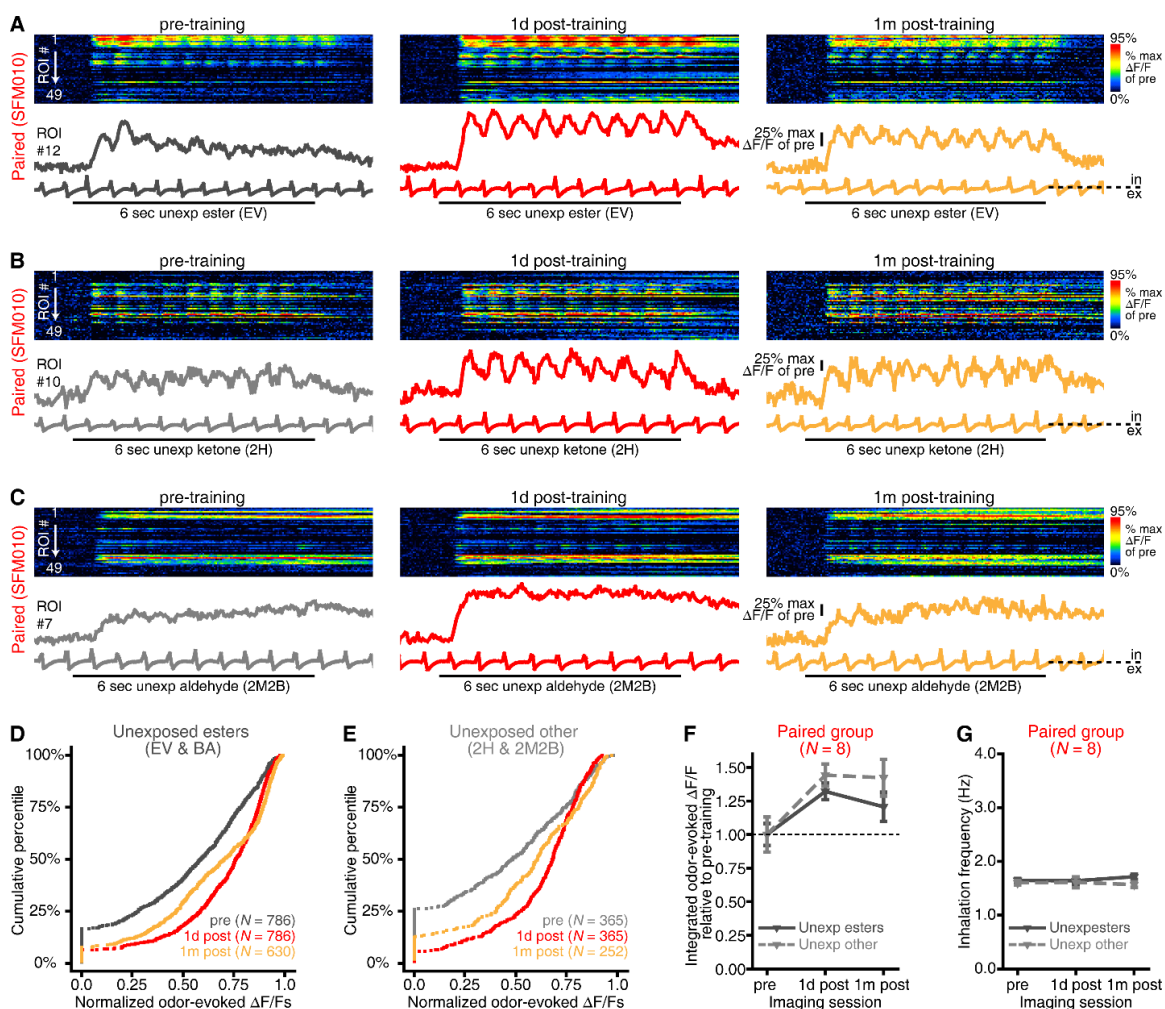 A
pre-training
1d post-training
1m post-training
Paired (SFM010)
1
ROI #
49
95%
% max
ΔF/F
of pre
0%
ROI
#12
25% max
ΔF/F of pre
in
ex
6 sec unexp ester (EV)
6 sec unexp ester (EV)
6 sec unexp ester (EV)
B
pre-training
1d post-training
1m post-training
Paired (SFM010)
1
ROI #
49
95%
% max
ΔF/F
of pre
0%
ROI
#10
25% max
ΔF/F of pre
in
ex
6 sec unexp ketone (2H)
6 sec unexp ketone (2H)
6 sec unexp ketone (2H)
C
pre-training
1d post-training
1m post-training
Paired (SFM010)
1
ROI #
49
95%
% max
ΔF/F
of pre
0%
ROI
#7
25% max
ΔF/F of pre
in
ex
6 sec unexp aldehyde (2M2B)
6 sec unexp aldehyde (2M2B)
6 sec unexp aldehyde (2M2B)
D
Unexposed esters
(EV & BA)
Cumulative percentile
100%
75%
50%
25%
0%
pre (N = 786)
1d post (N = 786)
1m post (N = 630)
0.0 0.25 0.50 0.75 1.0
Normalized odor-evoked ΔF/Fs
E
Unexposed other
(2H & 2M2B)
Cumulative percentile
100%
75%
50%
25%
0%
pre (N = 365)
1d post (N = 365)
1m post (N = 252)
0.0 0.25 0.50 0.75 1.0
Normalized odor-evoked ΔF/Fs
F
Paired group
(N = 8)
Integrated odor-evoked ΔF/F
relative to pre-training
1.50
1.25
1.00
0.75
0.50
0.25
0.00
Unexp esters
Unexp other
pre 1d post 1m post
Imaging session
G
Paired group
(N = 8)
Inhalation frequency (Hz)
4.0
3.0
2.0
1.0
0.0
Unexpesters
Unexp other
pre 1d post 1m post
Imaging session